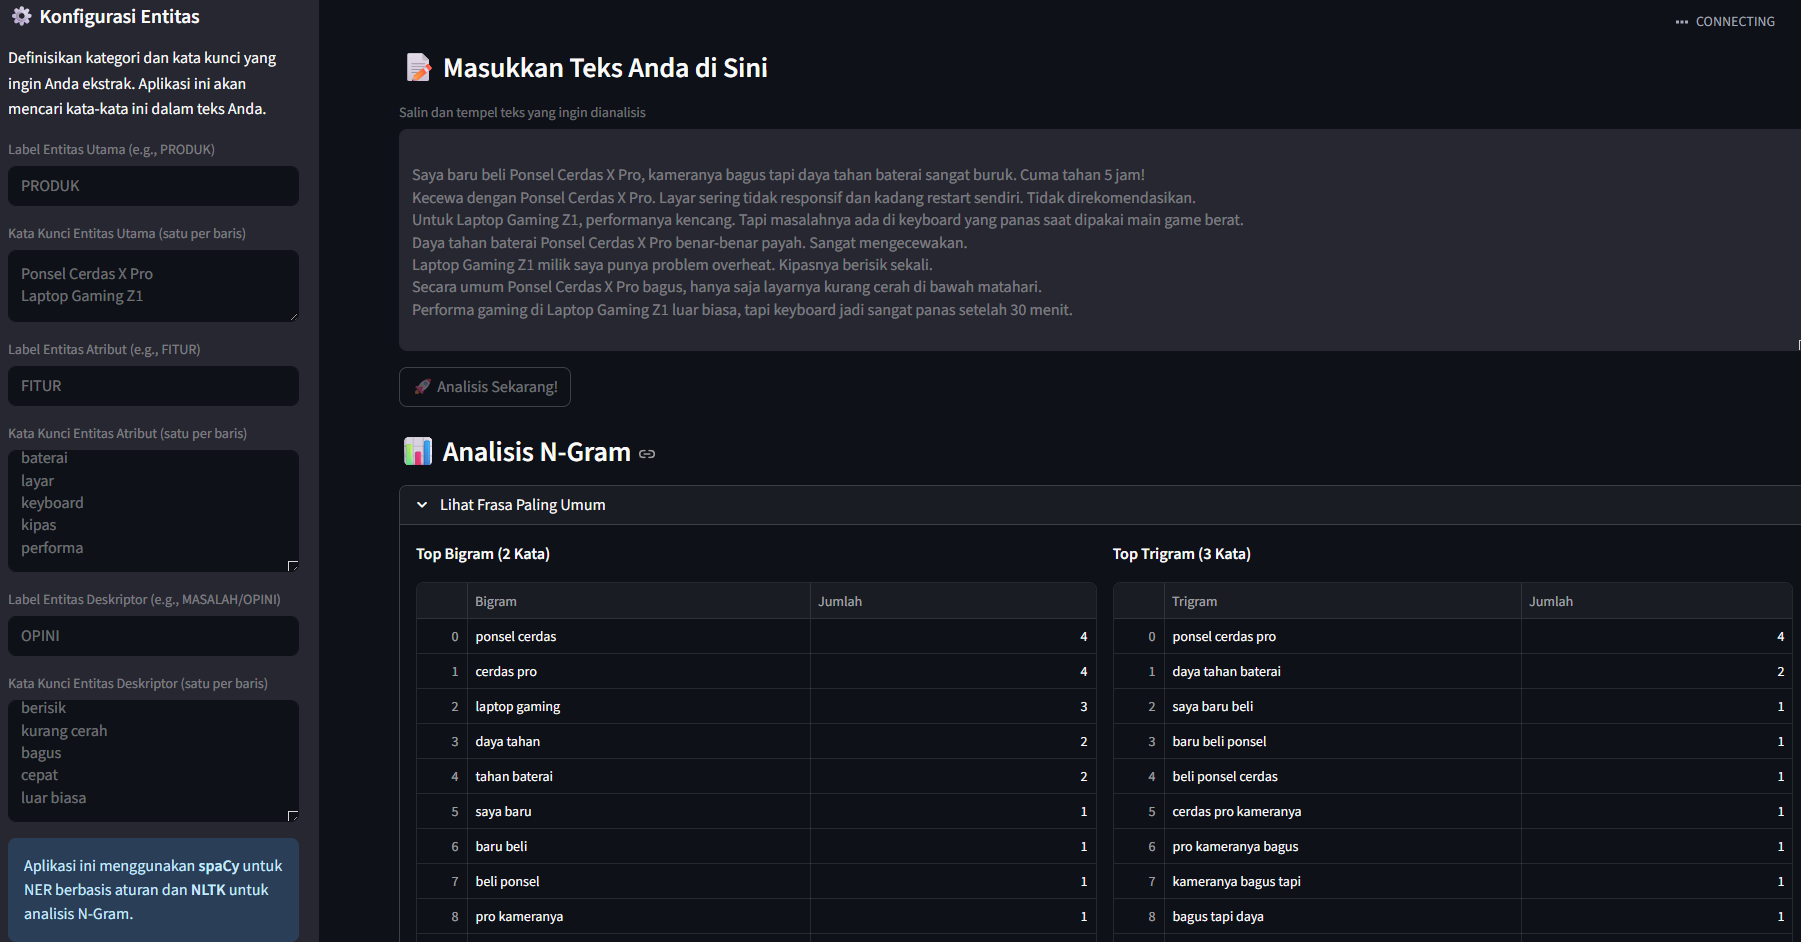 Konfigurasi Entitas
Definisikan kategori dan kata kunci yang
ingin Anda ekstrak. Aplikasi ini akan
mencari kata-kata ini dalam teks Anda.
Label Entitas Utama (e.g., PRODUK)
PRODUK
Kata Kunci Entitas Utama (satu per baris)
Ponsel Cerdas X Pro
Laptop Gaming Z1
Label Entitas Atribut (e.g., FITUR)
FITUR
Kata Kunci Entitas Atribut (satu per baris)
baterai
layar
keyboard
kipas
performa
Label Entitas Deskriptor (e.g., MASALAH/OPINI)
OPINI
Kata Kunci Entitas Deskriptor (satu per baris)
berisik
kurang cerah
bagus
cepat
luar biasa
Aplikasi ini menggunakan spaCy untuk
NER berbasis aturan dan NLTK untuk
analisis N-Gram.
CONNECTING
Masukkan Teks Anda di Sini
Salin dan tempel teks yang ingin dianalisis
Saya baru beli Ponsel Cerdas X Pro, kameranya bagus tapi daya tahan baterai sangat buruk. Cuma tahan 5 jam!
Kecewa dengan Ponsel Cerdas X Pro. Layar sering tidak responsif dan kadang restart sendiri. Tidak direkomendasikan.
Untuk Laptop Gaming Z1, performanya kencang. Tapi masalahnya ada di keyboard yang panas saat dipakai main game berat.
Daya tahan baterai Ponsel Cerdas X Pro benar-benar payah. Sangat mengecewakan.
Laptop Gaming Z1 milik saya punya problem overheat. Kipasnya berisik sekali.
Secara umum Ponsel Cerdas X Pro bagus, hanya saja layarnya kurang cerah di bawah matahari.
Performa gaming di Laptop Gaming Z1 luar biasa, tapi keyboard jadi sangat panas setelah 30 menit.
Analisis Sekarang!
Analisis N-Gram
Lihat Frasa Paling Umum
Top Bigram (2 Kata)
Bigram Jumlah
0 ponsel cerdas 4
1 cerdas pro 4
2 laptop gaming 3
3 daya tahan 2
4 tahan baterai 2
5 saya baru 1
6 baru beli 1
7 beli ponsel 1
8 pro kameranya 1
Top Trigram (3 Kata)
Trigram Jumlah
0 ponsel cerdas pro 4
1 daya tahan baterai 2
2 saya baru beli 1
3 baru beli ponsel 1
4 beli ponsel cerdas 1
5 cerdas pro kameranya 1
6 pro kameranya bagus 1
7 kameranya bagus tapi 1
8 bagus tapi daya 1